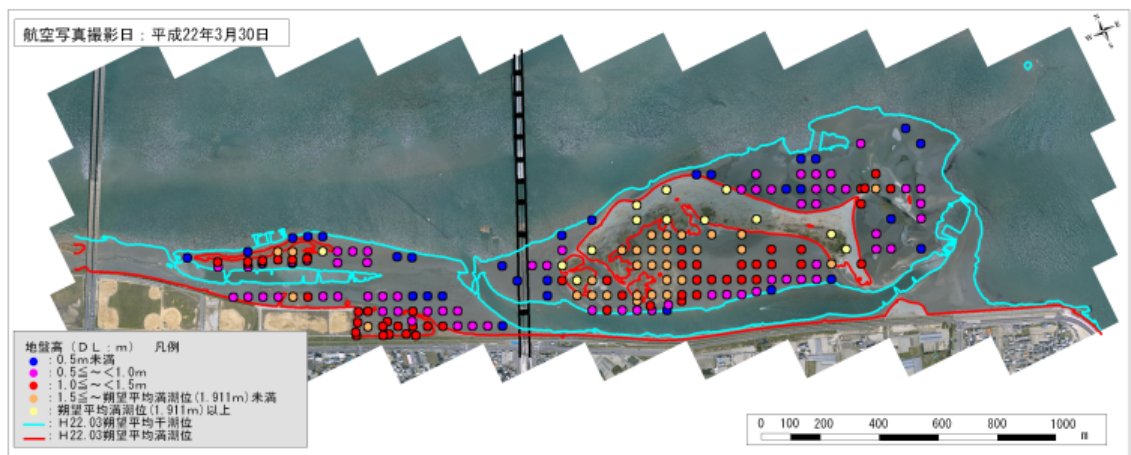 航空写真撮影日：平成22年3月30日
N
W E
S
地盤高（DL：m） 凡例
：0.5m未満
：0.5≦～<1.0m
：1.0≦～<1.5m
：1.5≦～朔望平均満潮位(1.911m)未満
：朔望平均満潮位(1.911m)以上
：H22.03朔望平均干潮位
：H22.03朔望平均満潮位
0 100 200 400 600 800 1000 m